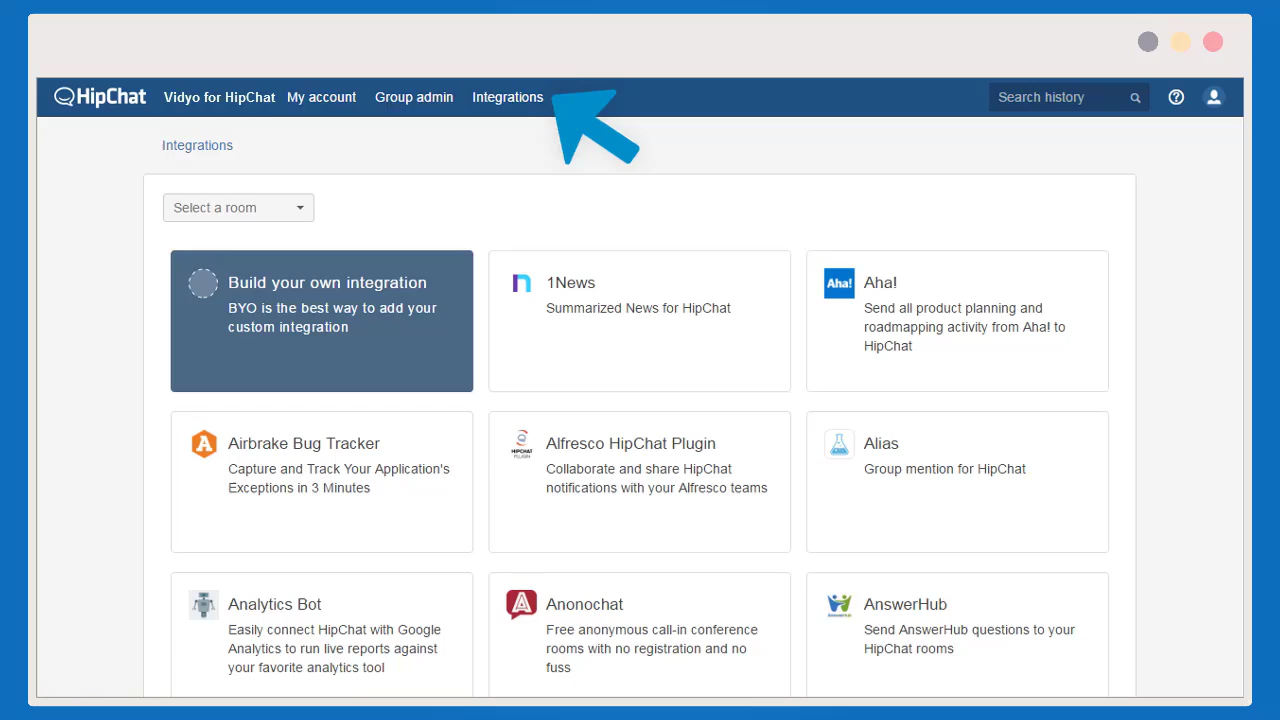 HipChat Vidyo for HipChat My account Group admin Integrations Search history
Integrations
Select a room
Build your own integration
BYO is the best way to add your
custom integration
1News
Summarized News for HipChat
Aha!
Aha!
Send all product planning and
roadmapping activity from Aha! to
HipChat
Airbrake Bug Tracker
Capture and Track Your Application's
Exceptions in 3 Minutes
HIPCHAT
PLUGIN
Alfresco HipChat Plugin
Collaborate and share HipChat
notifications with your Alfresco teams
Alias
Group mention for HipChat
Analytics Bot
Easily connect HipChat with Google
Analytics to run live reports against
your favorite analytics tool
Anonochat
Free anonymous call-in conference
rooms with no registration and no
fuss
AnswerHub
AnswerHub
Send AnswerHub questions to your
HipChat rooms